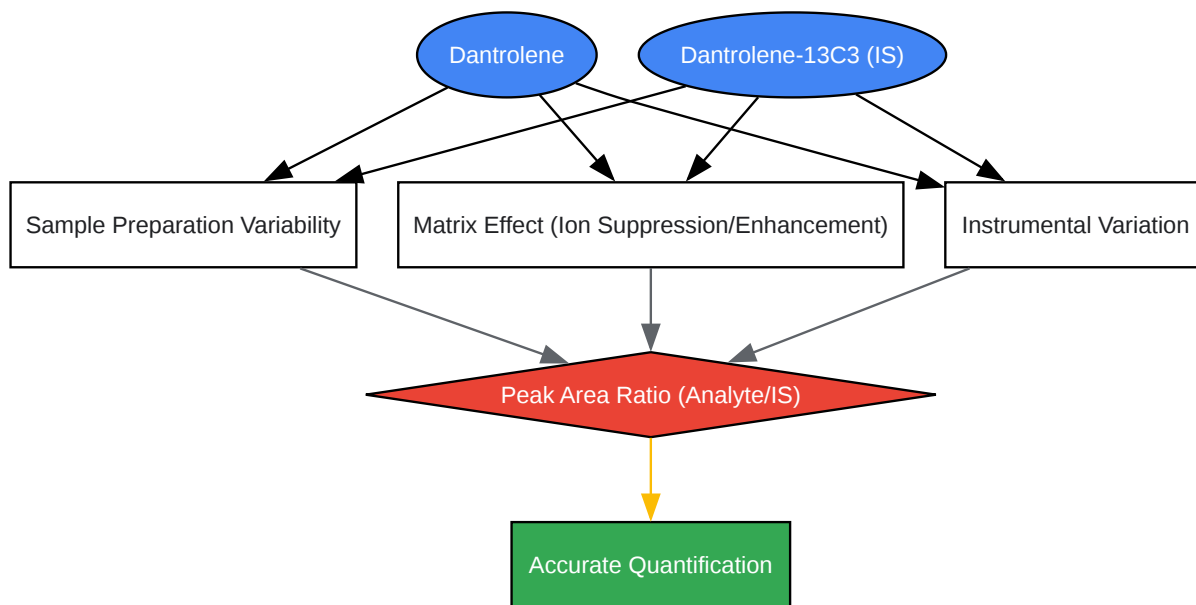 Dantrolene
Dantrolene-13C3 (IS)
Sample Preparation Variability
Matrix Effect (Ion Suppression/Enhancement)
Instrumental Variation
Peak Area Ratio (Analyte/IS)
Accurate Quantification